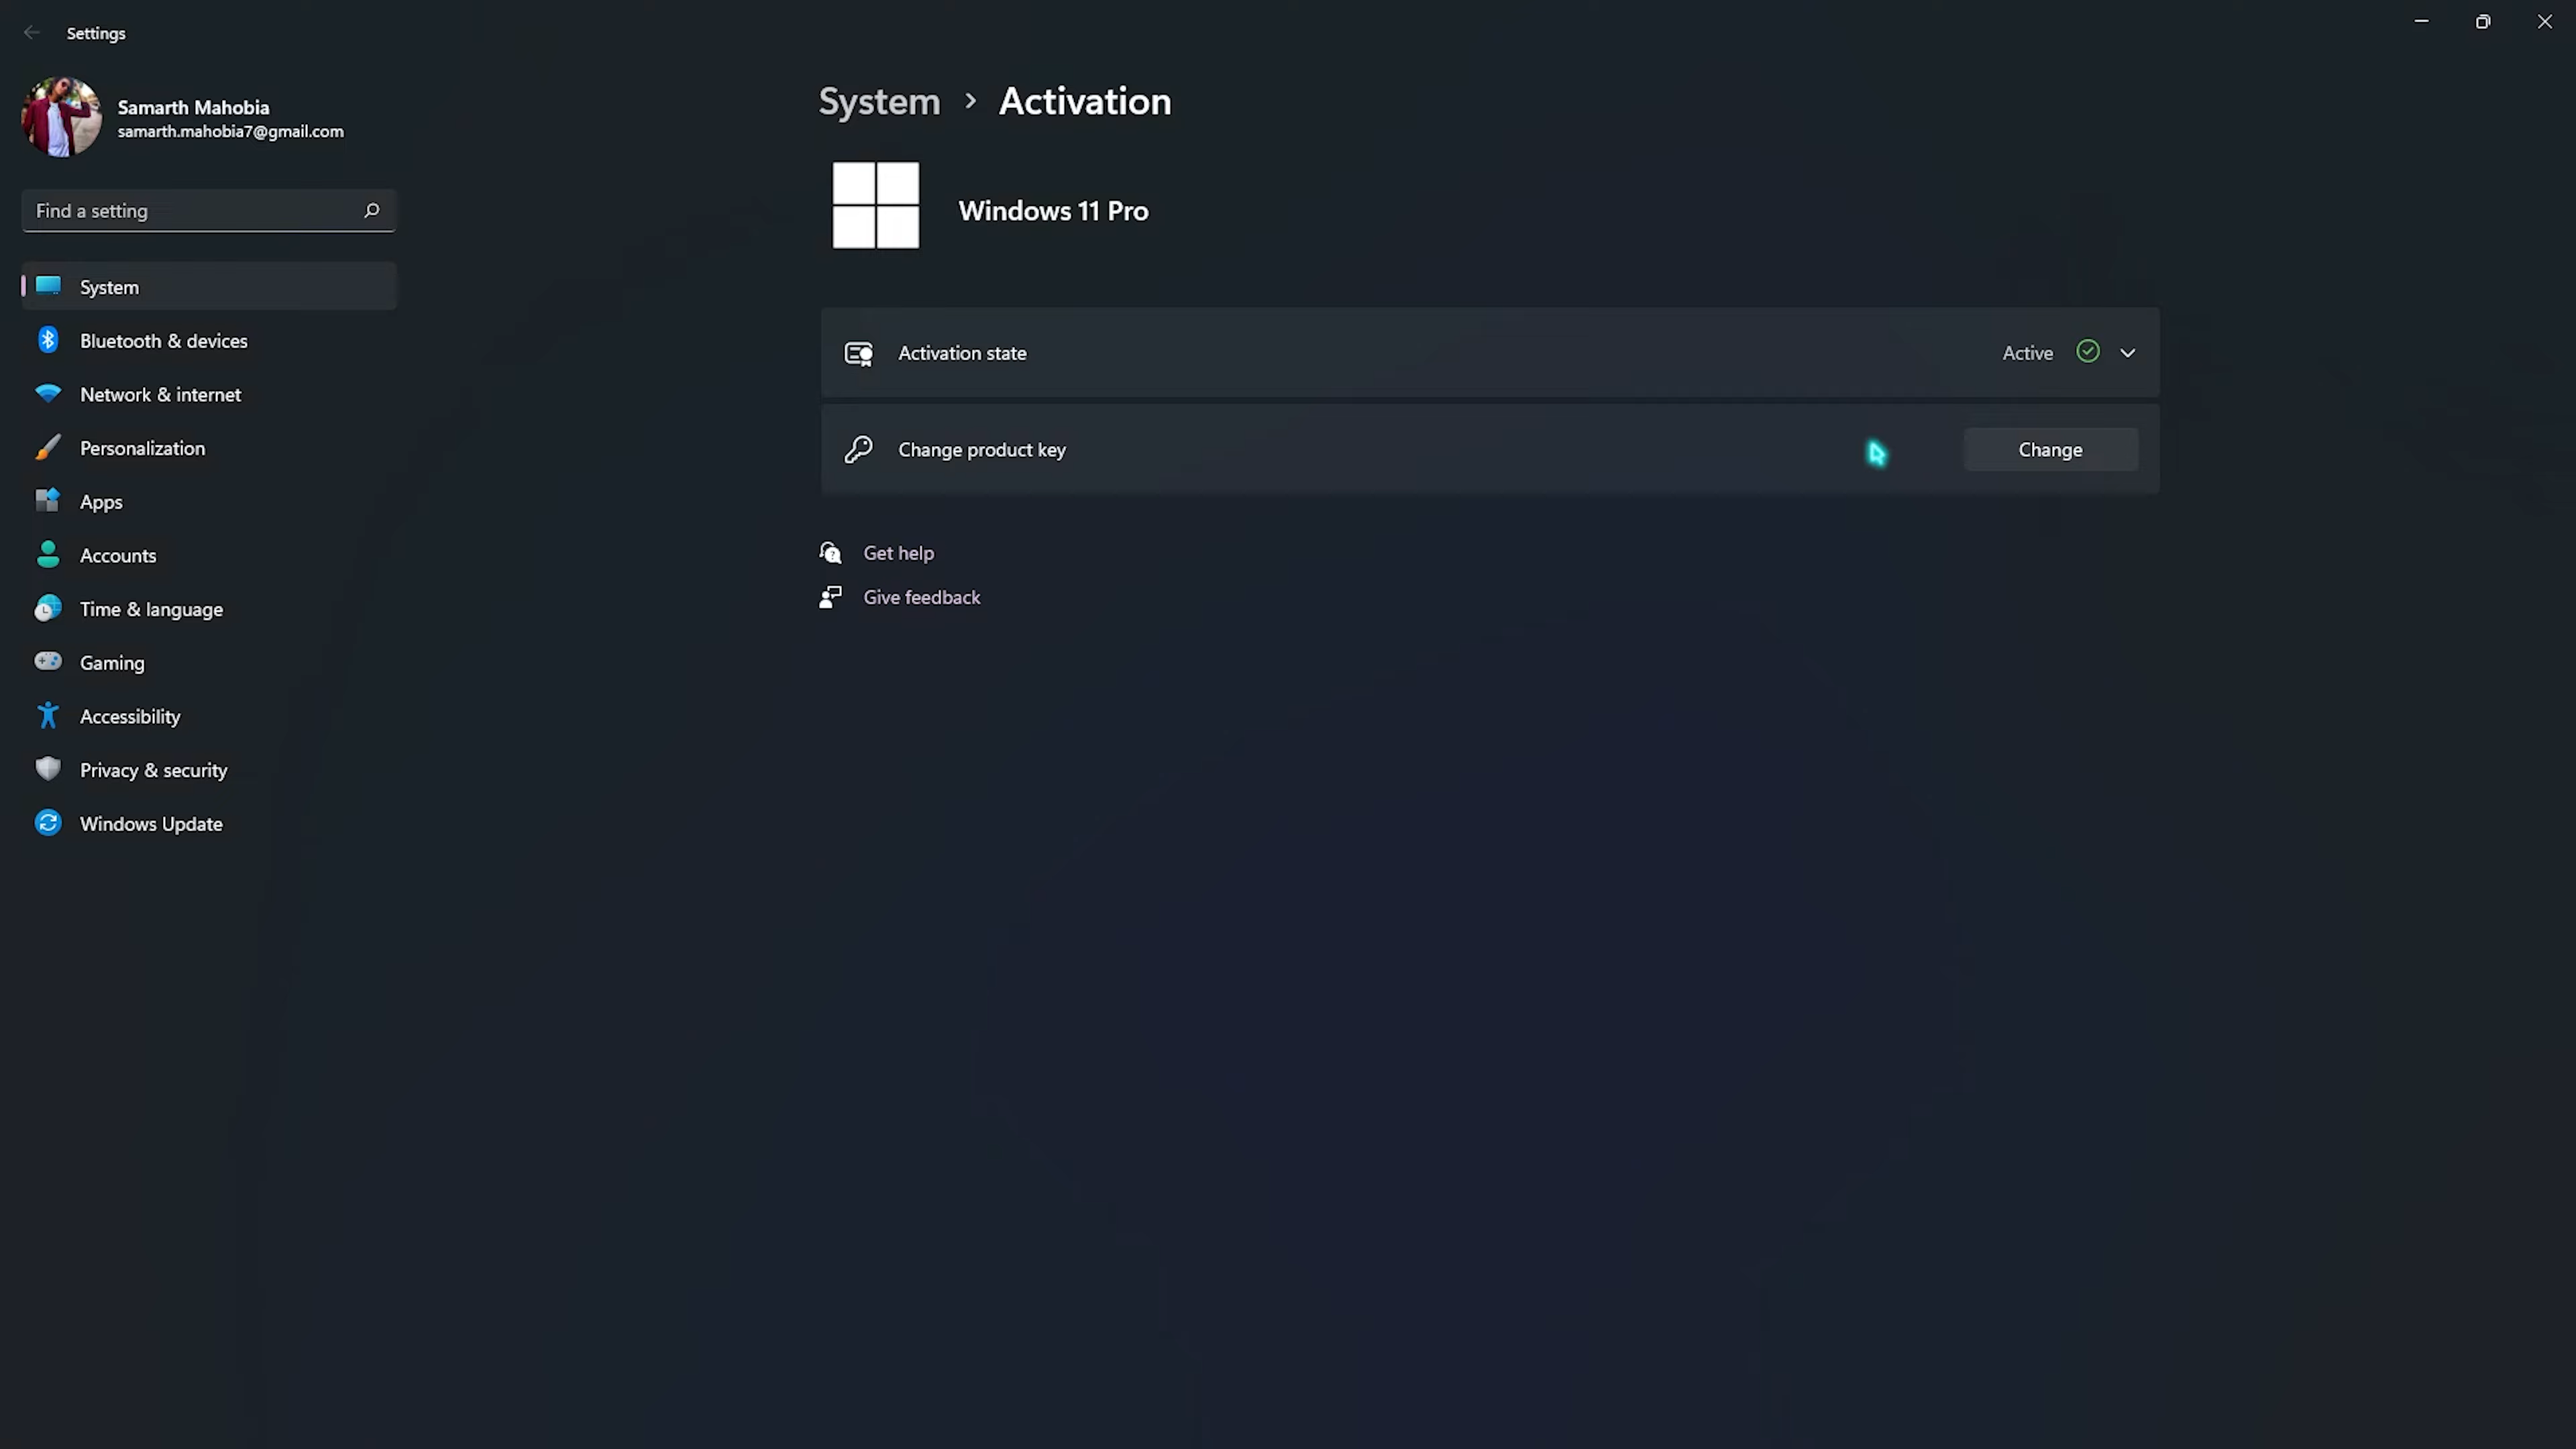 Settings
Samarth Mahobia
samarth.mahobia7@gmail.com
Find a setting
System
Bluetooth & devices
Network & internet
Personalization
Apps
Accounts
Time & language
Gaming
Accessibility
Privacy & security
Windows Update
System > Activation
Windows 11 Pro
Activation state Active
Change product key Change
Get help
Give feedback